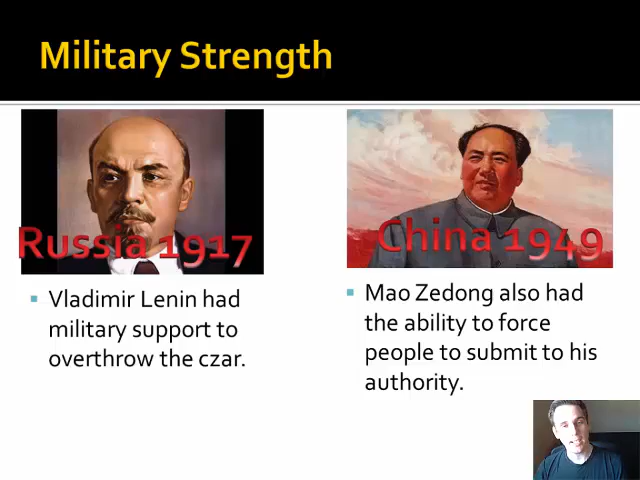 Military Strength
Russia 1917
China 1949
Vladimir Lenin had
military support to
overthrow the czar.
Mao Zedong also had
the ability to force
people to submit to his
authority.